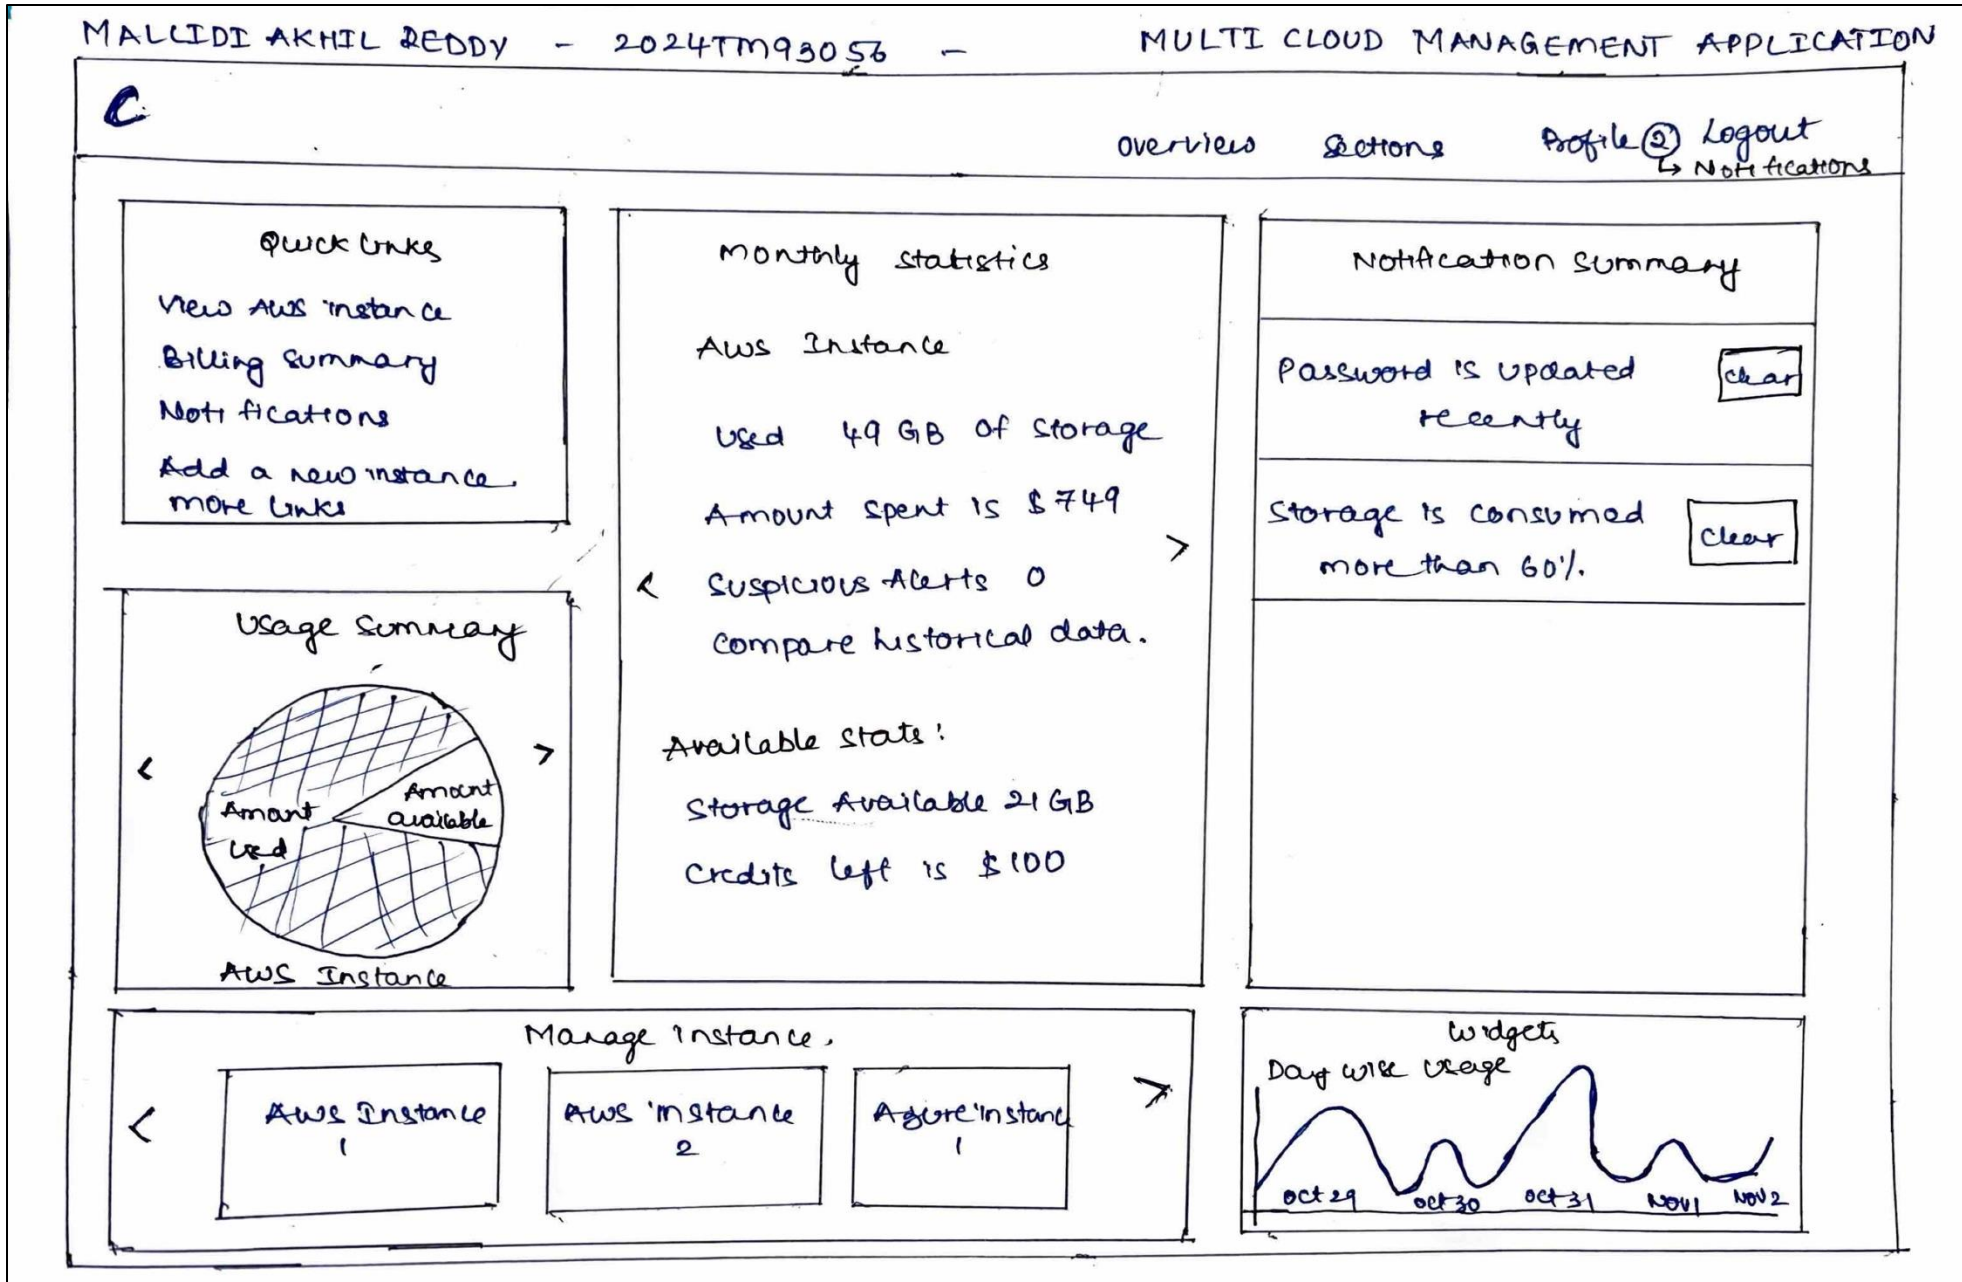 MALLIDI AKHIL REDDY - 2024TM93056 - MULTI CLOUD MANAGEMENT APPLICATION
C
Overview Sections Profile ② Logout
↳ Notifications
Quick Links
View AWS instance
Billing Summary
Notifications
Add a new instance.
more links
Usage Summary
<
>
Amount
used
Amount
available
AWS Instance
Monthly Statistics
AWS Instance
Used 49 GB of storage
Amount spent is $749
>
< Suspicious Alerts 0
Compare historical data.
Available stats:
Storage Available 21 GB
Credits left is $100
Notification Summary
Password is updated
recently
Clear
Storage is consumed
more than 60%.
Clear
Manage instance.
<
AWS Instance
1
AWS instance
2
Azure instance
1
>
Widgets
Day wise usage
Oct 29 Oct 30 Oct 31 Nov 1 Nov 2